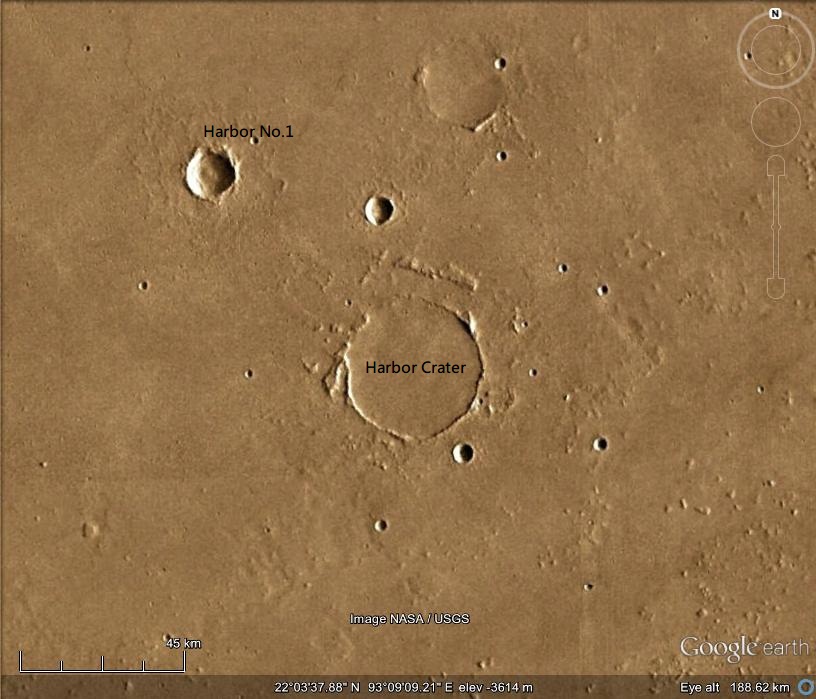 N
Harbor No.1
Harbor Crater
Image NASA / USGS
45 km
Google earth
22°03'37.88" N 93°09'09.21" E elev -3614 m
Eye alt 188.62 km